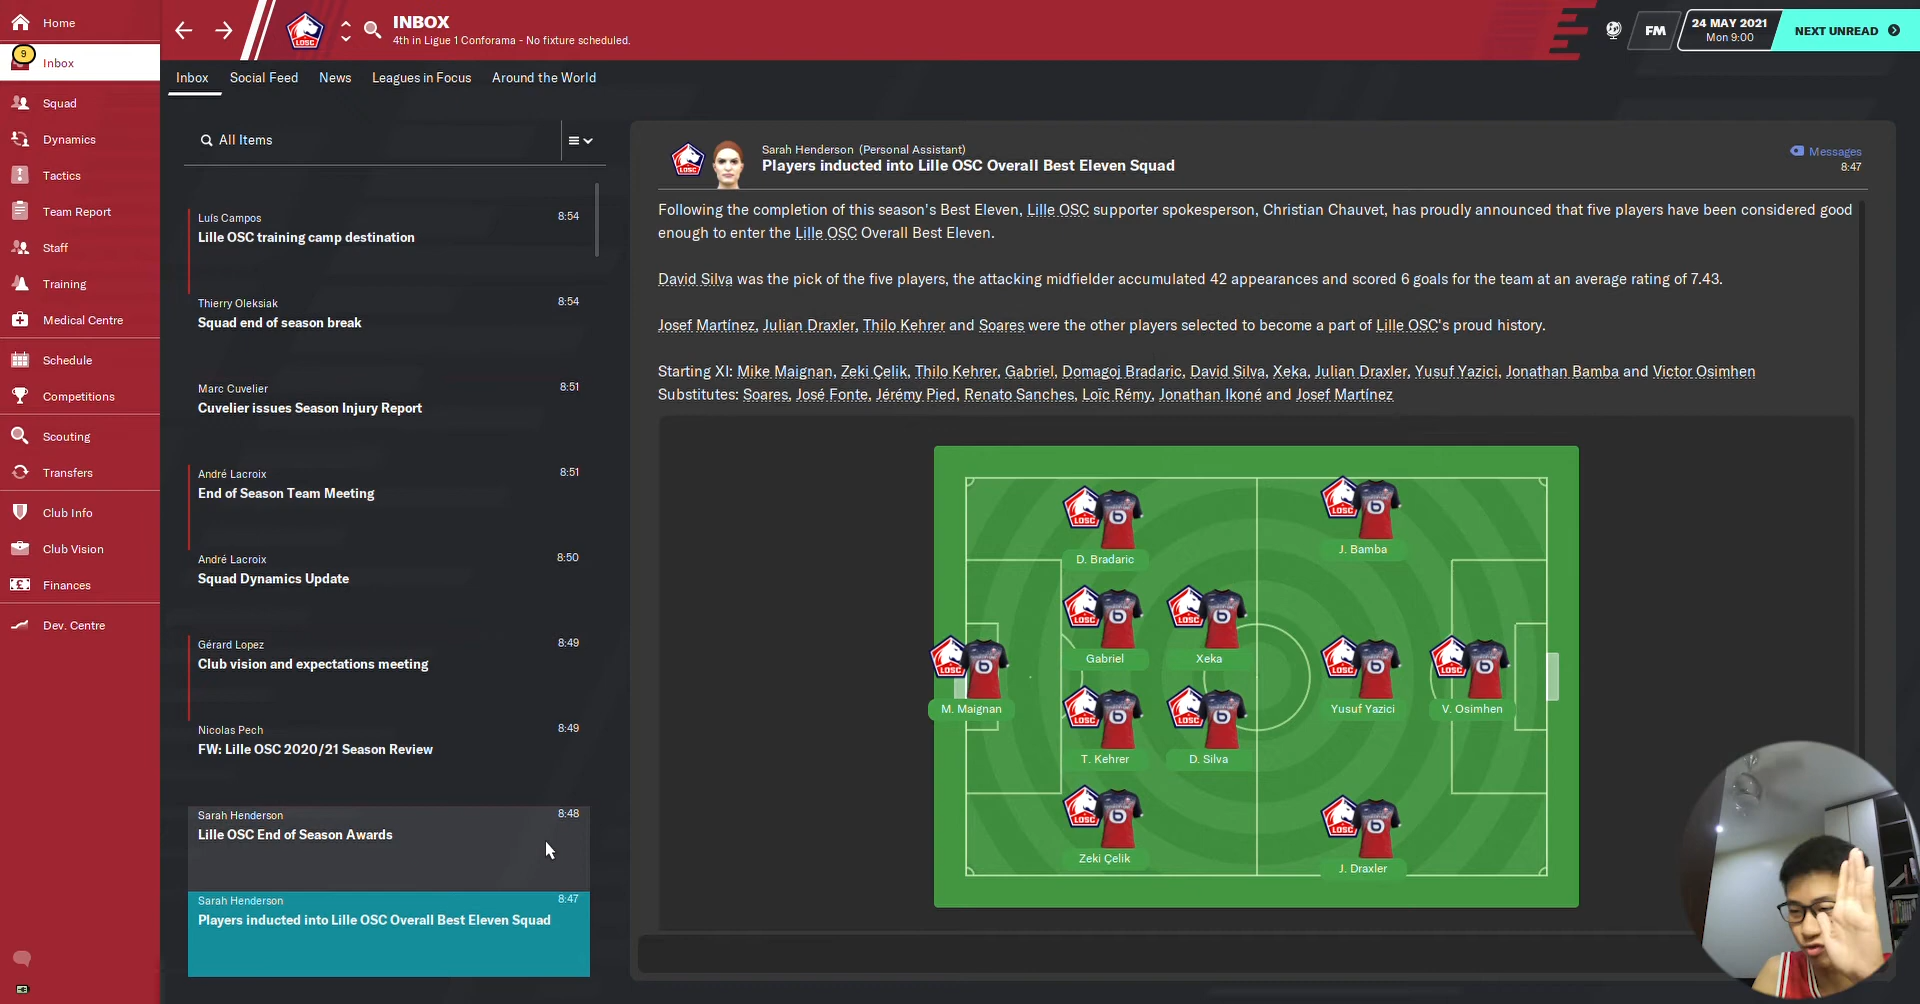 Home
9
Inbox
Squad
Dynamics
Tactics
Team Report
Staff
Training
Medical Centre
Schedule
Competitions
Scouting
Transfers
Club Info
Club Vision
Finances
Dev. Centre
LOSC
INBOX
4th in Ligue 1 Conforama - No fixture scheduled.
FM
24 MAY 2021
Mon 9:00
NEXT UNREAD
Inbox Social Feed News Leagues in Focus Around the World
All Items
Luís Campos 8:54
Lille OSC training camp destination
Thierry Oleksiak 8:54
Squad end of season break
Marc Cuvelier 8:51
Cuvelier issues Season Injury Report
André Lacroix 8:51
End of Season Team Meeting
André Lacroix 8:50
Squad Dynamics Update
Gérard Lopez 8:49
Club vision and expectations meeting
Nicolas Pech 8:49
FW: Lille OSC 2020/21 Season Review
Sarah Henderson 8:48
Lille OSC End of Season Awards
Sarah Henderson 8:47
Players inducted into Lille OSC Overall Best Eleven Squad
LOSC
Sarah Henderson (Personal Assistant)
Players inducted into Lille OSC Overall Best Eleven Squad
Messages
8:47
Following the completion of this season's Best Eleven, Lille OSC supporter spokesperson, Christian Chauvet, has proudly announced that five players have been considered good
enough to enter the Lille OSC Overall Best Eleven.
David Silva was the pick of the five players, the attacking midfielder accumulated 42 appearances and scored 6 goals for the team at an average rating of 7.43.
Josef Martínez, Julian Draxler, Thilo Kehrer and Soares were the other players selected to become a part of Lille OSC's proud history.
Starting XI: Mike Maignan, Zeki Çelik, Thilo Kehrer, Gabriel, Domagoj Bradaric, David Silva, Xeka, Julian Draxler, Yusuf Yazici, Jonathan Bamba and Victor Osimhen
Substitutes: Soares, José Fonte, Jérémy Pied, Renato Sanches, Loïc Rémy, Jonathan Ikoné and Josef Martínez
LOSC
J. Bamba
LOSC
D. Bradaric
LOSC
Gabriel
LOSC
Xeka
LOSC
M. Maignan
LOSC
Yusuf Yazici
LOSC
V. Osimhen
LOSC
T. Kehrer
LOSC
D. Silva
LOSC
Zeki Çelik
LOSC
J. Draxler